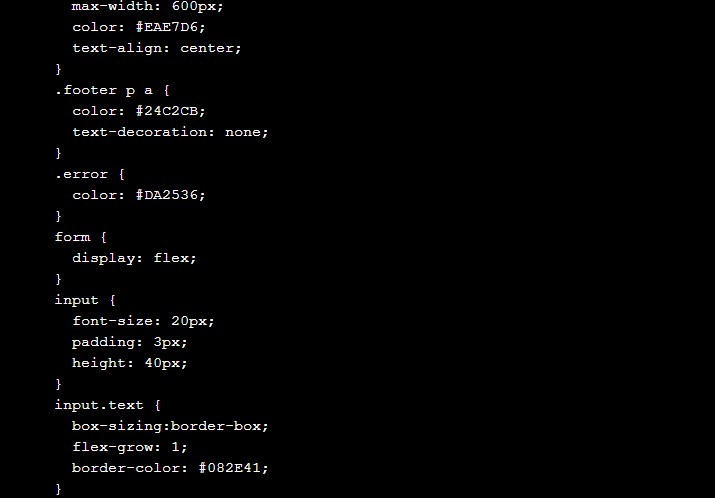 max-width: 600px;
color: #EAE7D6;
text-align: center;
}
.footer p a {
color: #24C2CB;
text-decoration: none;
}
.error {
color: #DA2536;
}
form {
display: flex;
}
input {
font-size: 20px;
padding: 3px;
height: 40px;
}
input.text {
box-sizing:border-box;
flex-grow: 1;
border-color: #082E41;
}